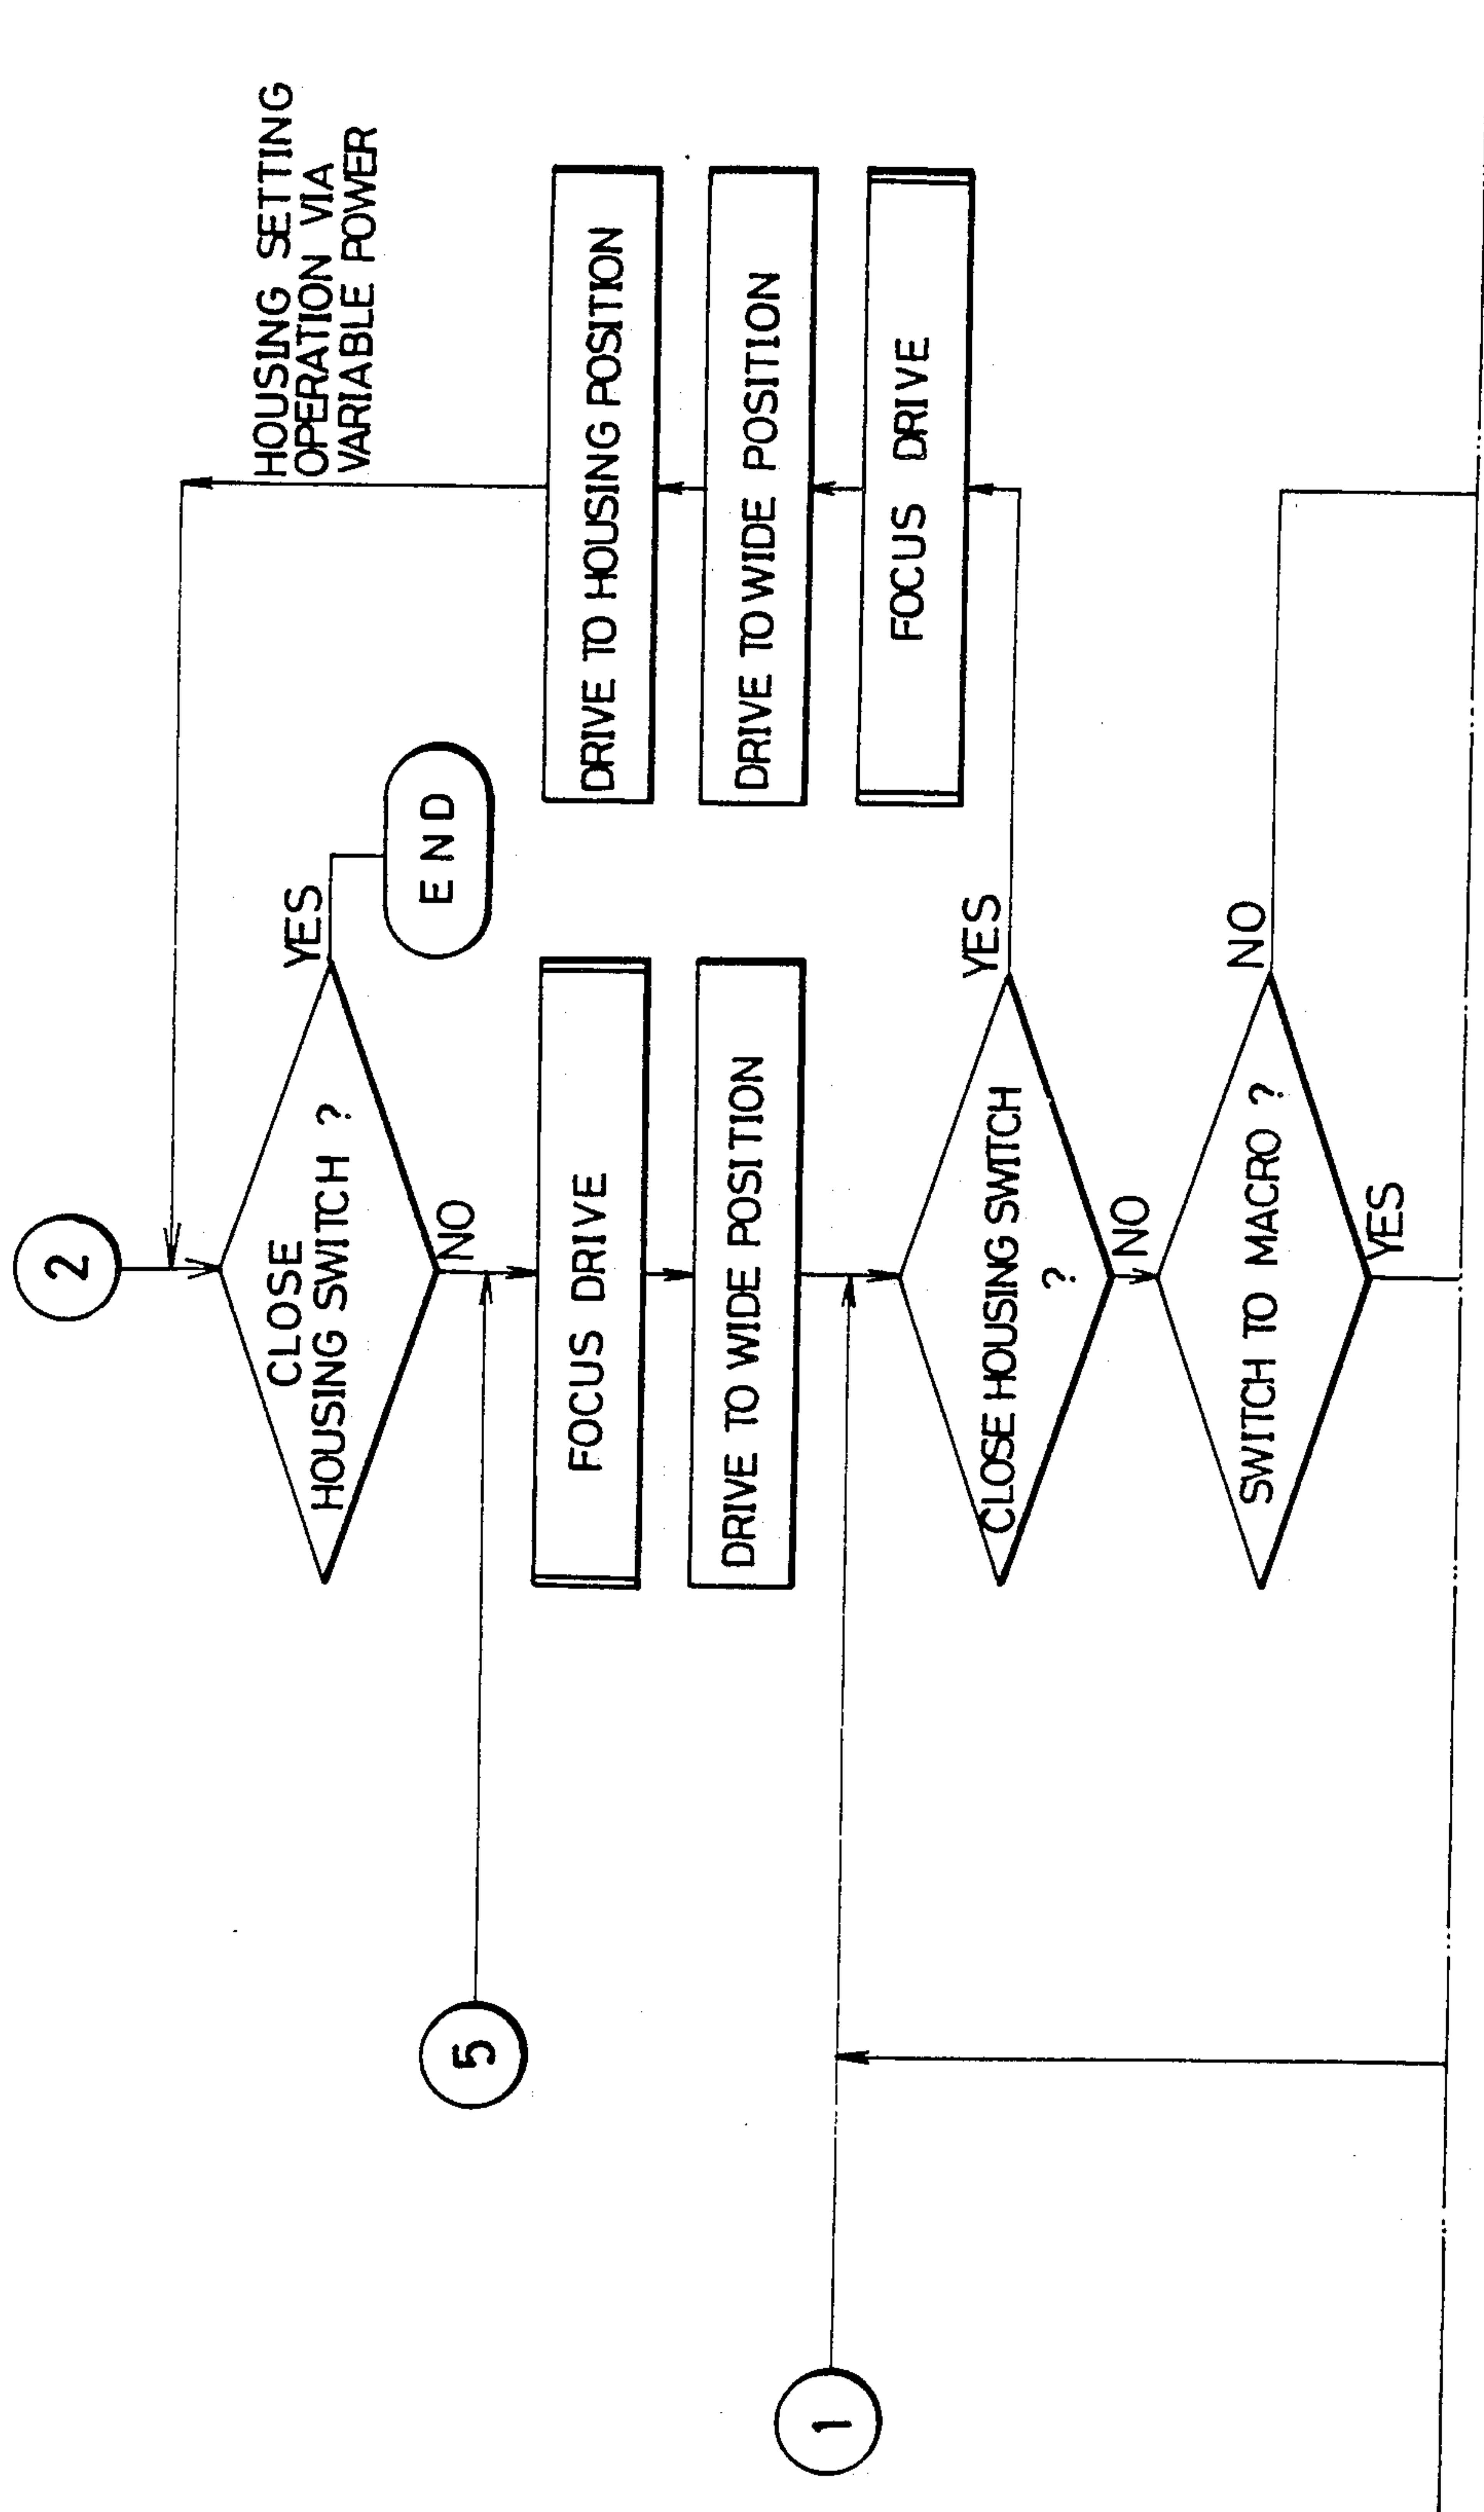 2
CLOSE
HOUSING SWITCH ?
YES
END
NO
5
FOCUS DRIVE
DRIVE TO WIDE POSITION
1
CLOSE HOUSING SWITCH
?
YES
NO
SWITCH TO MACRO ?
NO
YES
HOUSING SETTING
OPERATION VIA
VARIABLE POWER
DRIVE TO HOUSING POSITION
DRIVE TO WIDE POSITION
FOCUS DRIVE